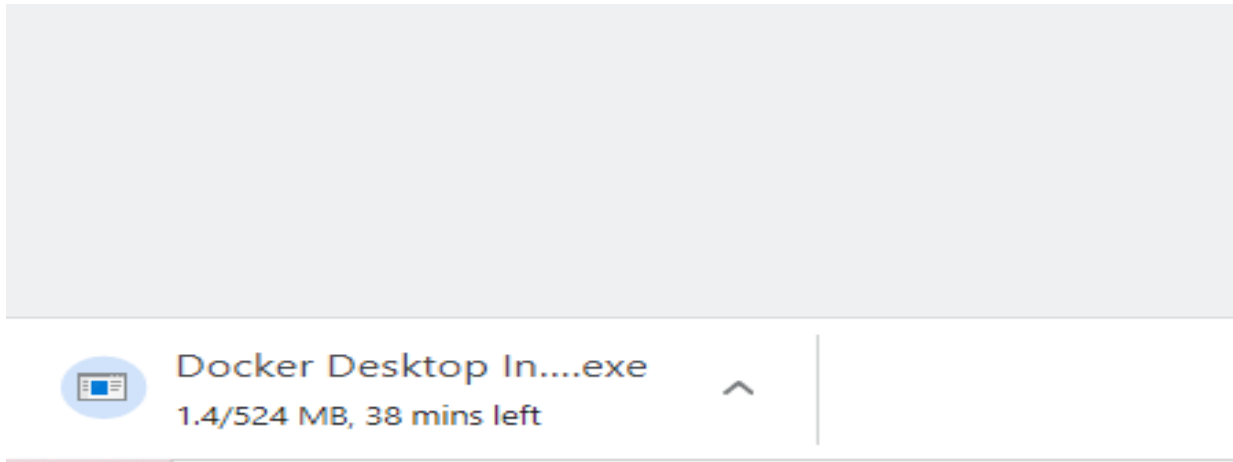 Docker Desktop In....exe
1.4/524 MB, 38 mins left